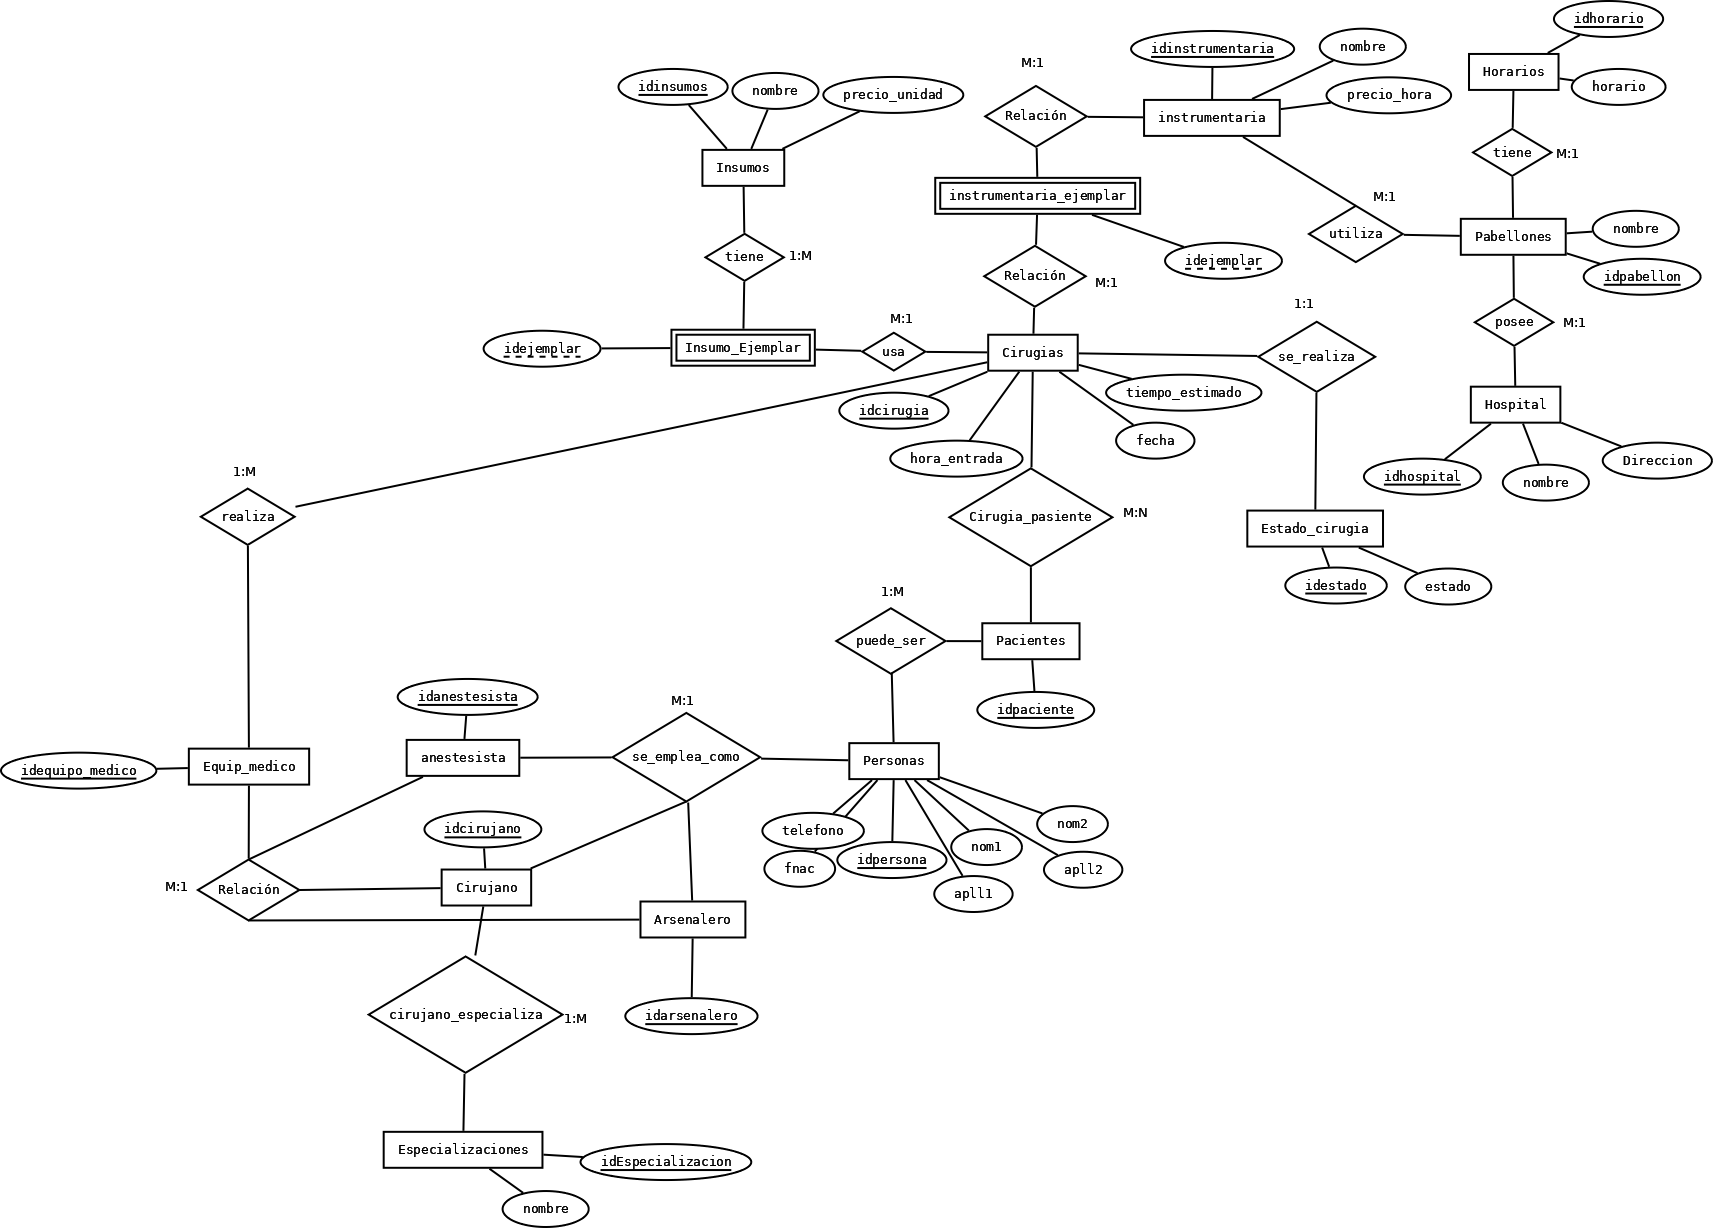 idhorario
idinstrumentaria
nombre
M:1
Horarios
idinsumos
nombre
precio_unidad
precio_hora
horario
Relación
instrumentaria
tiene
M:1
Insumos
instrumentaria_ejemplar
M:1
nombre
utiliza
Pabellones
tiene
1:M
idejemplar
Relación
M:1
idpabellon
1:1
M:1
posee
M:1
idejemplar
Insumo_Ejemplar
usa
Cirugias
se_realiza
tiempo_estimado
Hospital
idcirugia
fecha
hora_entrada
Direccion
1:M
idhospital
nombre
realiza
Cirugia_pasiente
M:N
Estado_cirugia
1:M
idestado
estado
puede_ser
Pacientes
idanestesista
M:1
idpaciente
idequipo_medico
Equip_medico
anestesista
se_emplea_como
Personas
idcirujano
telefono
nom2
nom1
fnac
idpersona
apll2
M:1
Relación
Cirujano
apll1
Arsenalero
cirujano_especializa
1:M
idarsenalero
Especializaciones
idEspecializacion
nombre